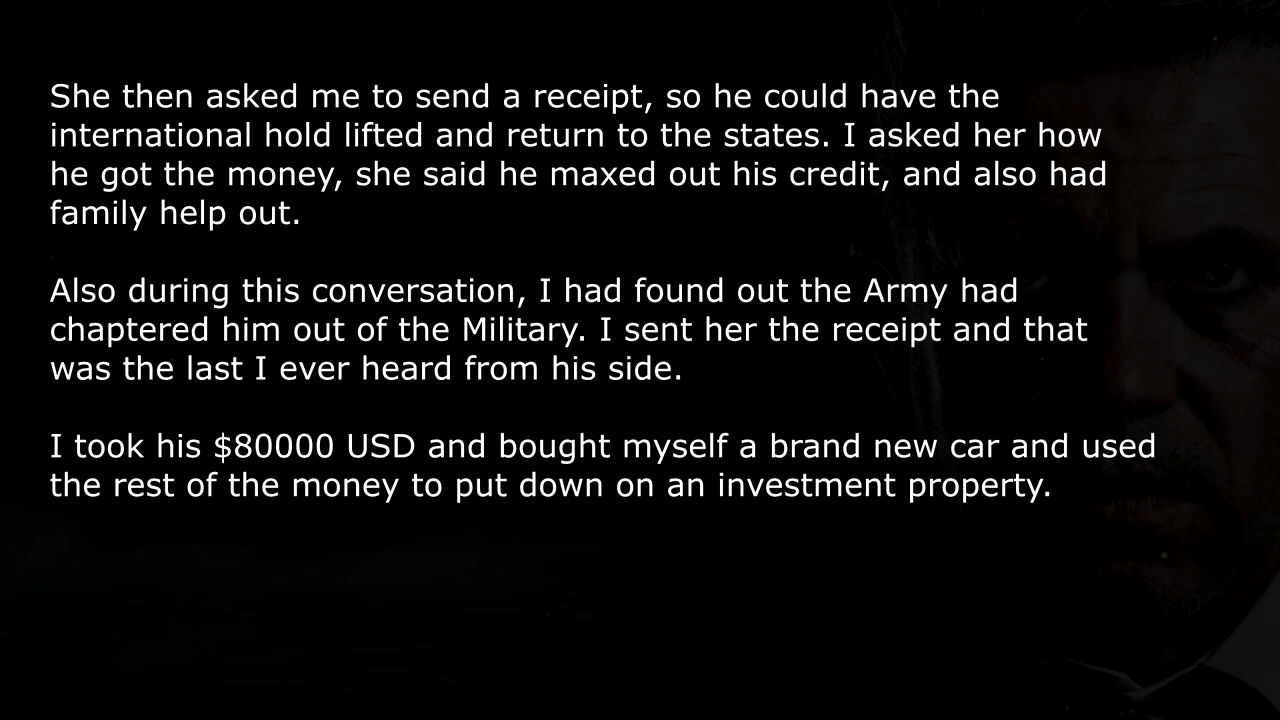 She then asked me to send a receipt, so he could have the
international hold lifted and return to the states. I asked her how
he got the money, she said he maxed out his credit, and also had
family help out.
Also during this conversation, I had found out the Army had
chaptered him out of the Military. I sent her the receipt and that
was the last I ever heard from his side.
I took his $80000 USD and bought myself a brand new car and used
the rest of the money to put down on an investment property.